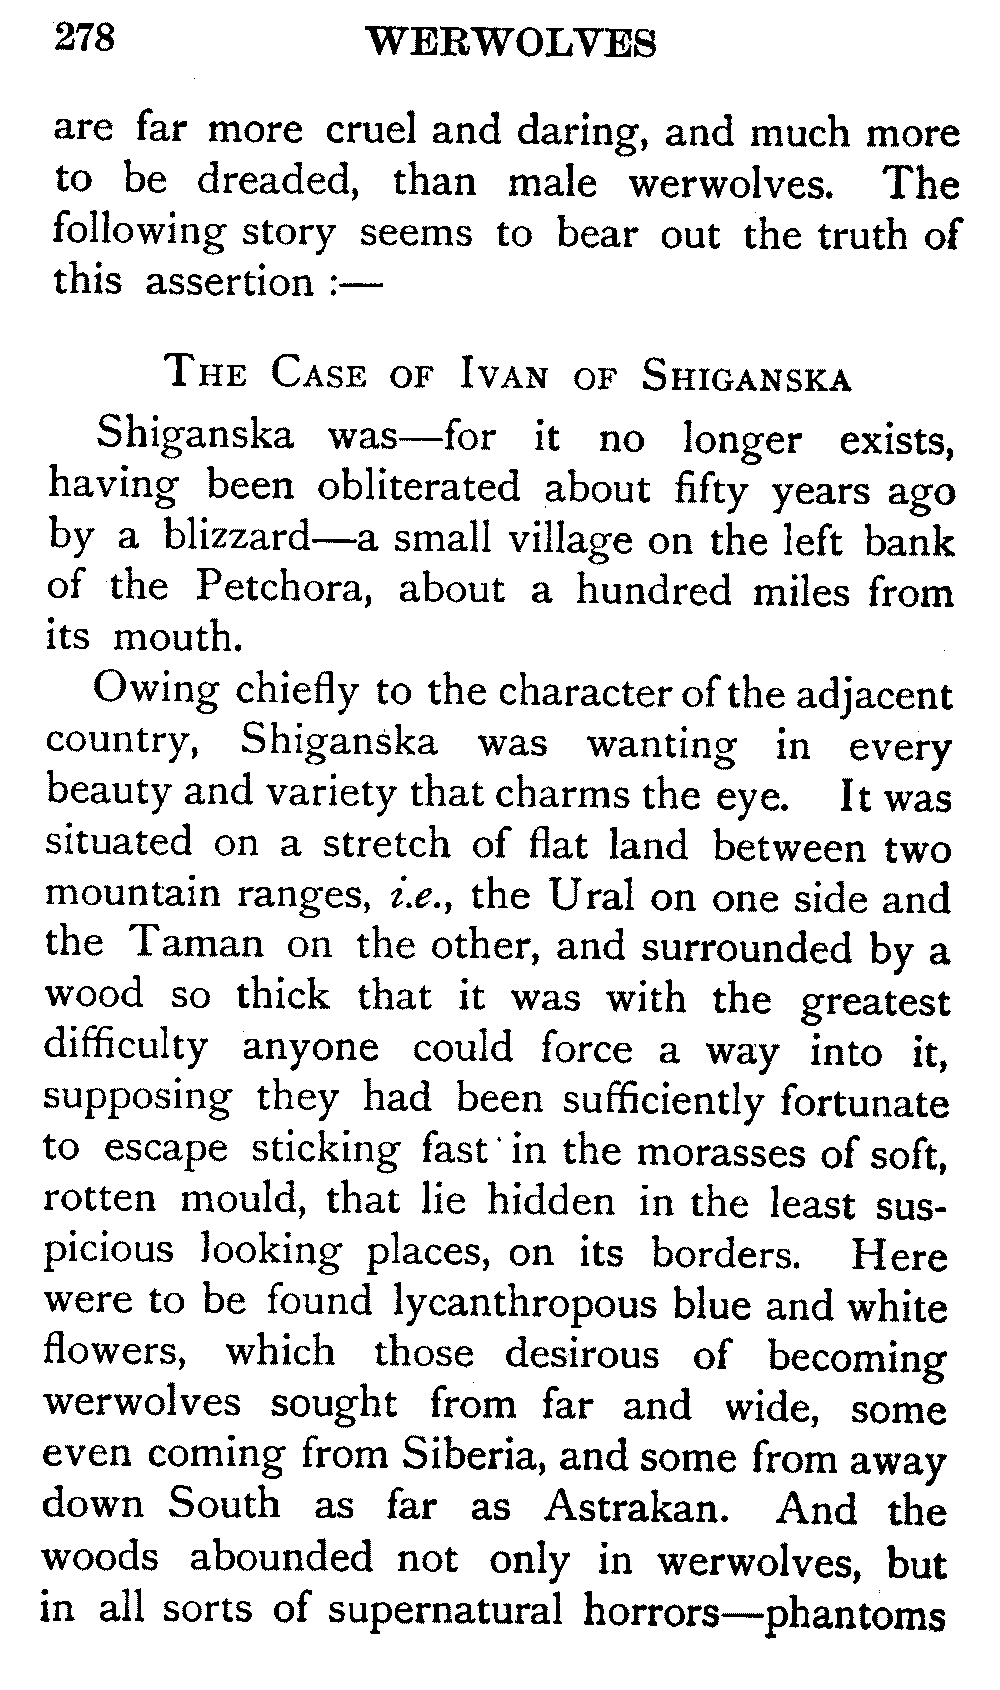 278 WERWOLVES
are far more cruel and daring, and much more
to be dreaded, than male werwolves. The
following story seems to bear out the truth of
this assertion :—
THE CASE OF IVAN OF SHIGANSKA
Shiganska was—for it no longer exists,
having been obliterated about fifty years ago
by a blizzard—a small village on the left bank
of the Petchora, about a hundred miles from
its mouth.
Owing chiefly to the character of the adjacent
country, Shiganska was wanting in every
beauty and variety that charms the eye. It was
situated on a stretch of flat land between two
mountain ranges, i.e., the Ural on one side and
the Taman on the other, and surrounded by a
wood so thick that it was with the greatest
difficulty anyone could force a way into it,
supposing they had been sufficiently fortunate
to escape sticking fast in the morasses of soft,
rotten mould, that lie hidden in the least sus-
picious looking places, on its borders. Here
were to be found lycanthropous blue and white
flowers, which those desirous of becoming
werwolves sought from far and wide, some
even coming from Siberia, and some from away
down South as far as Astrakan. And the
woods abounded not only in werwolves, but
in all sorts of supernatural horrors—phantoms